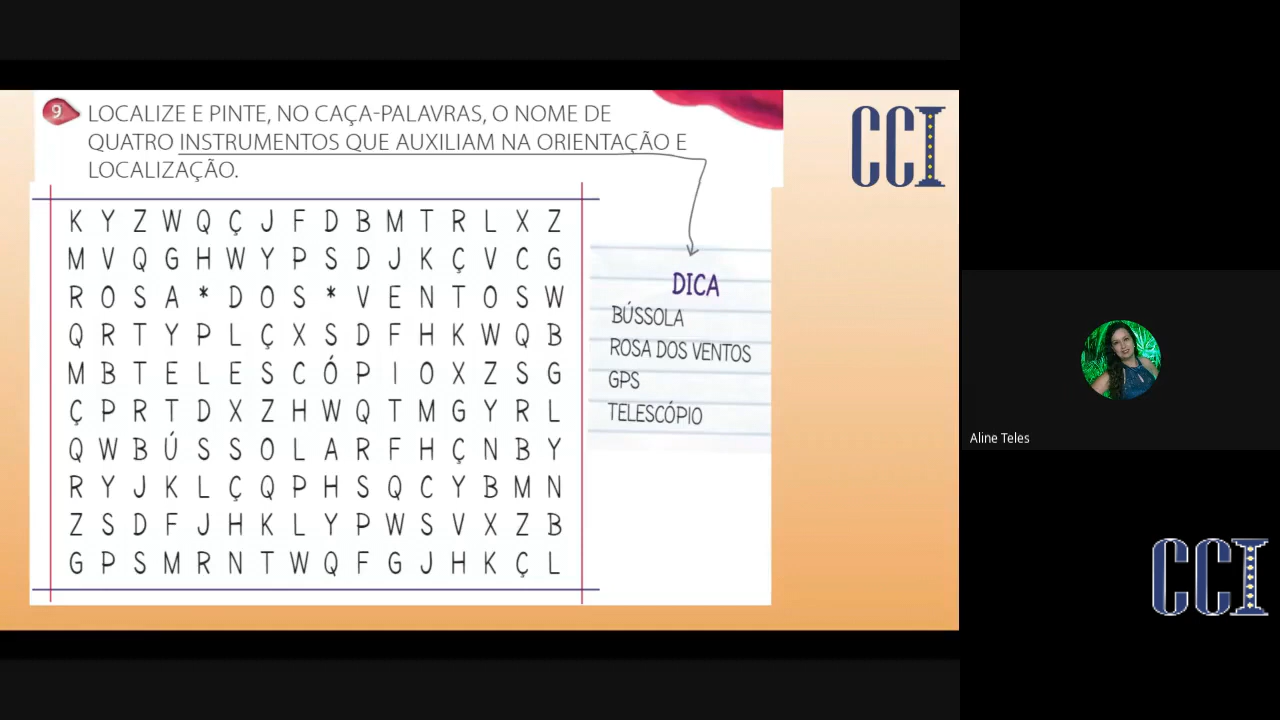 9 LOCALIZE E PINTE, NO CAÇA-PALAVRAS, O NOME DE
QUATRO INSTRUMENTOS QUE AUXILIAM NA ORIENTAÇÃO E
LOCALIZAÇÃO.
CCI
K Y Z W Q Ç J F D B M T R L X Z
M V Q G H W Y P S D J K Ç V C G
R O S A * D O S * V E N T O S W
Q R T Y P L Ç X S D F H K W Q B
M B T E L E S C Ó P I O X Z S G
Ç P R T D X Z H W Q T M G Y R L
Q W B Ú S S O L A R F H Ç N B Y
R Y J K L Ç Q P H S Q C Y B M N
Z S D F J H K L Y P W S V X Z B
G P S M R N T W Q F G J H K Ç L
DICA
BÚSSOLA
ROSA DOS VENTOS
GPS
TELESCÓPIO
Aline Teles
CCI